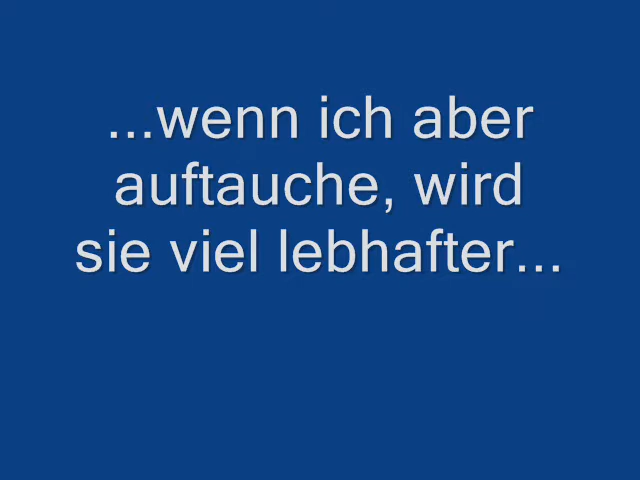 ...wenn ich aber
auftauche, wird
sie viel lebhafter...